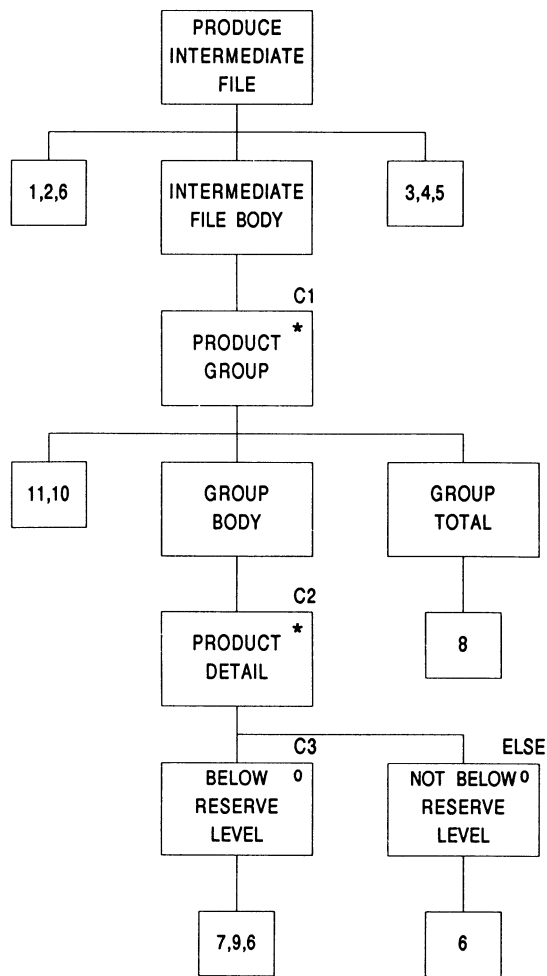 PRODUCE
INTERMEDIATE
FILE
1,2,6
INTERMEDIATE
FILE BODY
3,4,5
C1
PRODUCT *
GROUP
11,10
GROUP
BODY
GROUP
TOTAL
C2
PRODUCT *
DETAIL
8
C3
BELOW o
RESERVE
LEVEL
ELSE
NOT BELOW o
RESERVE
LEVEL
7,9,6
6